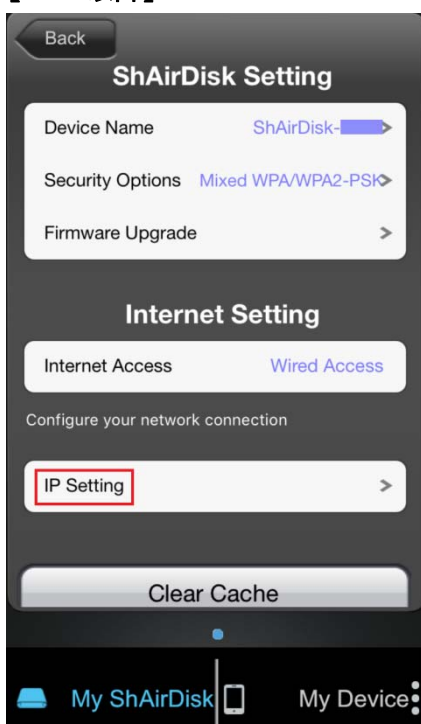 Back
ShAirDisk Setting
Device Name ShAirDisk-
Security Options Mixed WPA/WPA2-PSK
Firmware Upgrade
Internet Setting
Internet Access Wired Access
Configure your network connection
IP Setting
Clear Cache
My ShAirDisk My Device